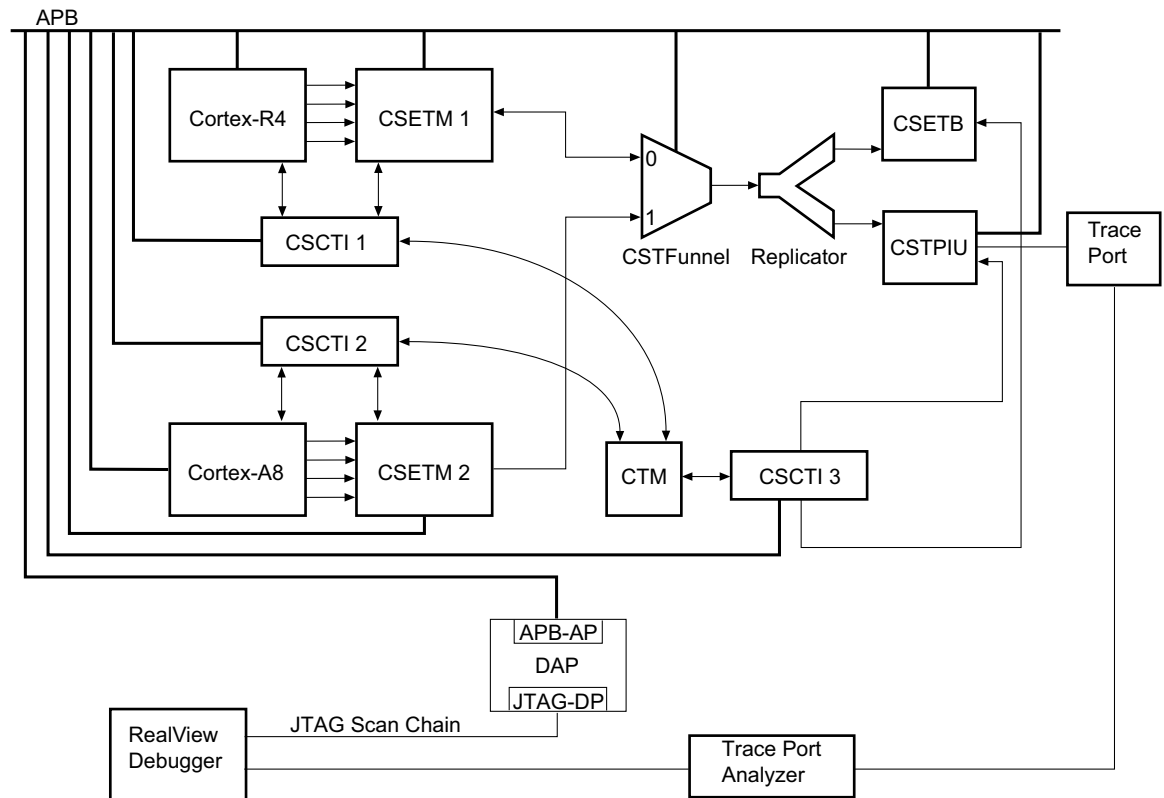 APB
Cortex-R4
CSETM 1
CSETB
0
1
CSTFunnel
Replicator
CSTPIU
Trace
Port
CSCTI 1
CSCTI 2
Cortex-A8
CSETM 2
CTM
CSCTI 3
APB-AP
DAP
JTAG-DP
JTAG Scan Chain
RealView
Debugger
Trace Port
Analyzer